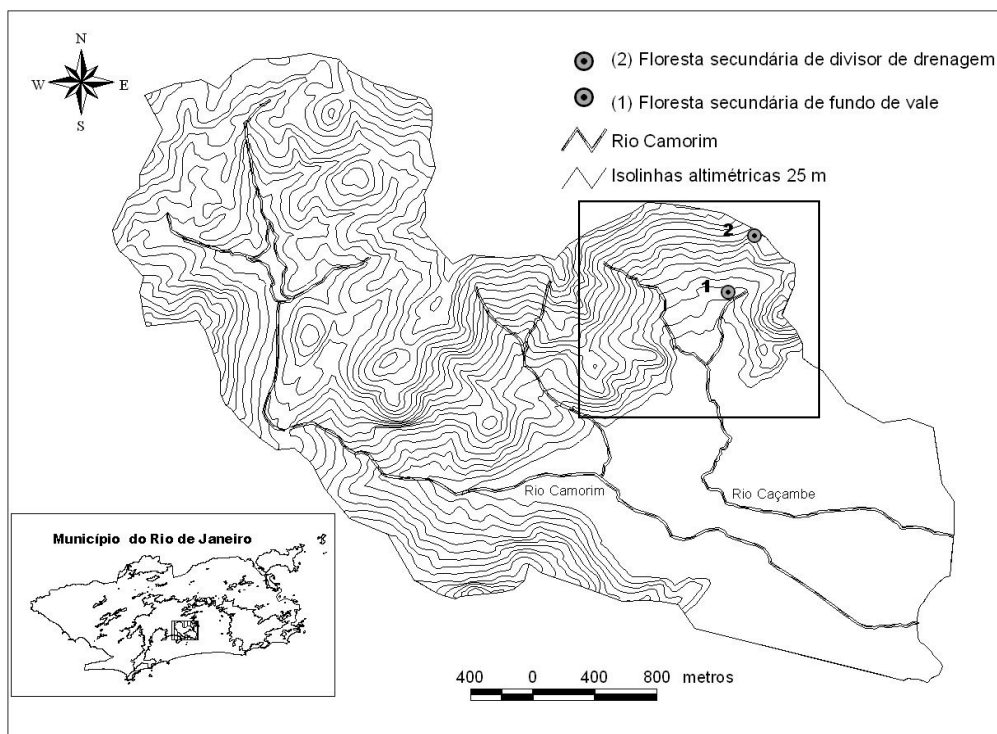 N
W E
S
(2) Floresta secundária de divisor de drenagem
(1) Floresta secundária de fundo de vale
Rio Camorim
Isolinhas altimétricas 25 m
2
1
Rio Camorim
Rio Caçambe
Município do Rio de Janeiro
400 0 400 800 metros